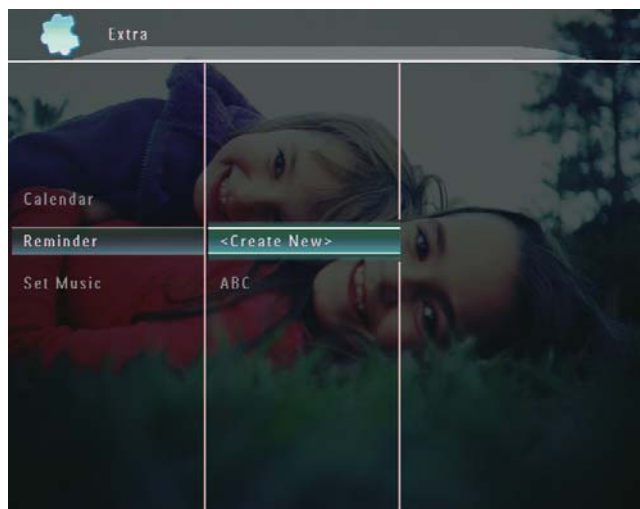 Extra
Calendar
Reminder
<Create New>
Set Music
ABC